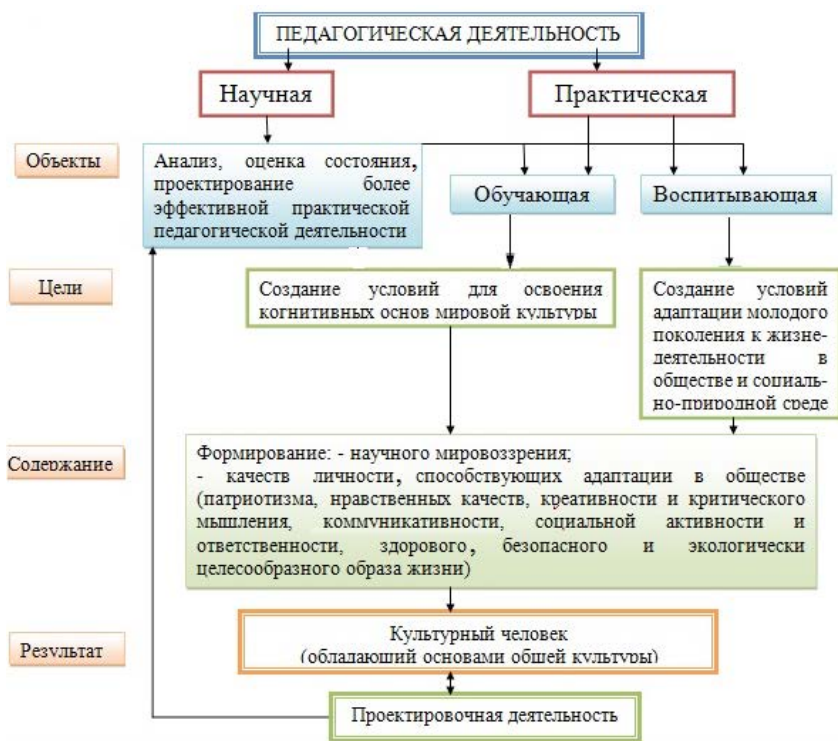 ПЕДАГОГИЧЕСКАЯ ДЕЯТЕЛЬНОСТЬ
Научная
Практическая
Объекты
Анализ, оценка состояния,
проектирование более
эффективной практической
педагогической деятельности
Обучающая
Воспитывающая
Цели
Создание условий для освоения
когнитивных основ мировой культуры
Создание условий
адаптации молодого
поколения к жизне-
деятельности в
обществе и социаль-
но-природной среде
Содержание
Формирование: - научного мировоззрения;
- качеств личности, способствующих адаптации в обществе
(патриотизма, нравственных качеств, креативности и критического
мышления, коммуникативности, социальной активности и
ответственности, здорового, безопасного и экологически
целесообразного образа жизни)
Результат
Культурный человек
(обладающий основами общей культуры)
Проектировочная деятельность